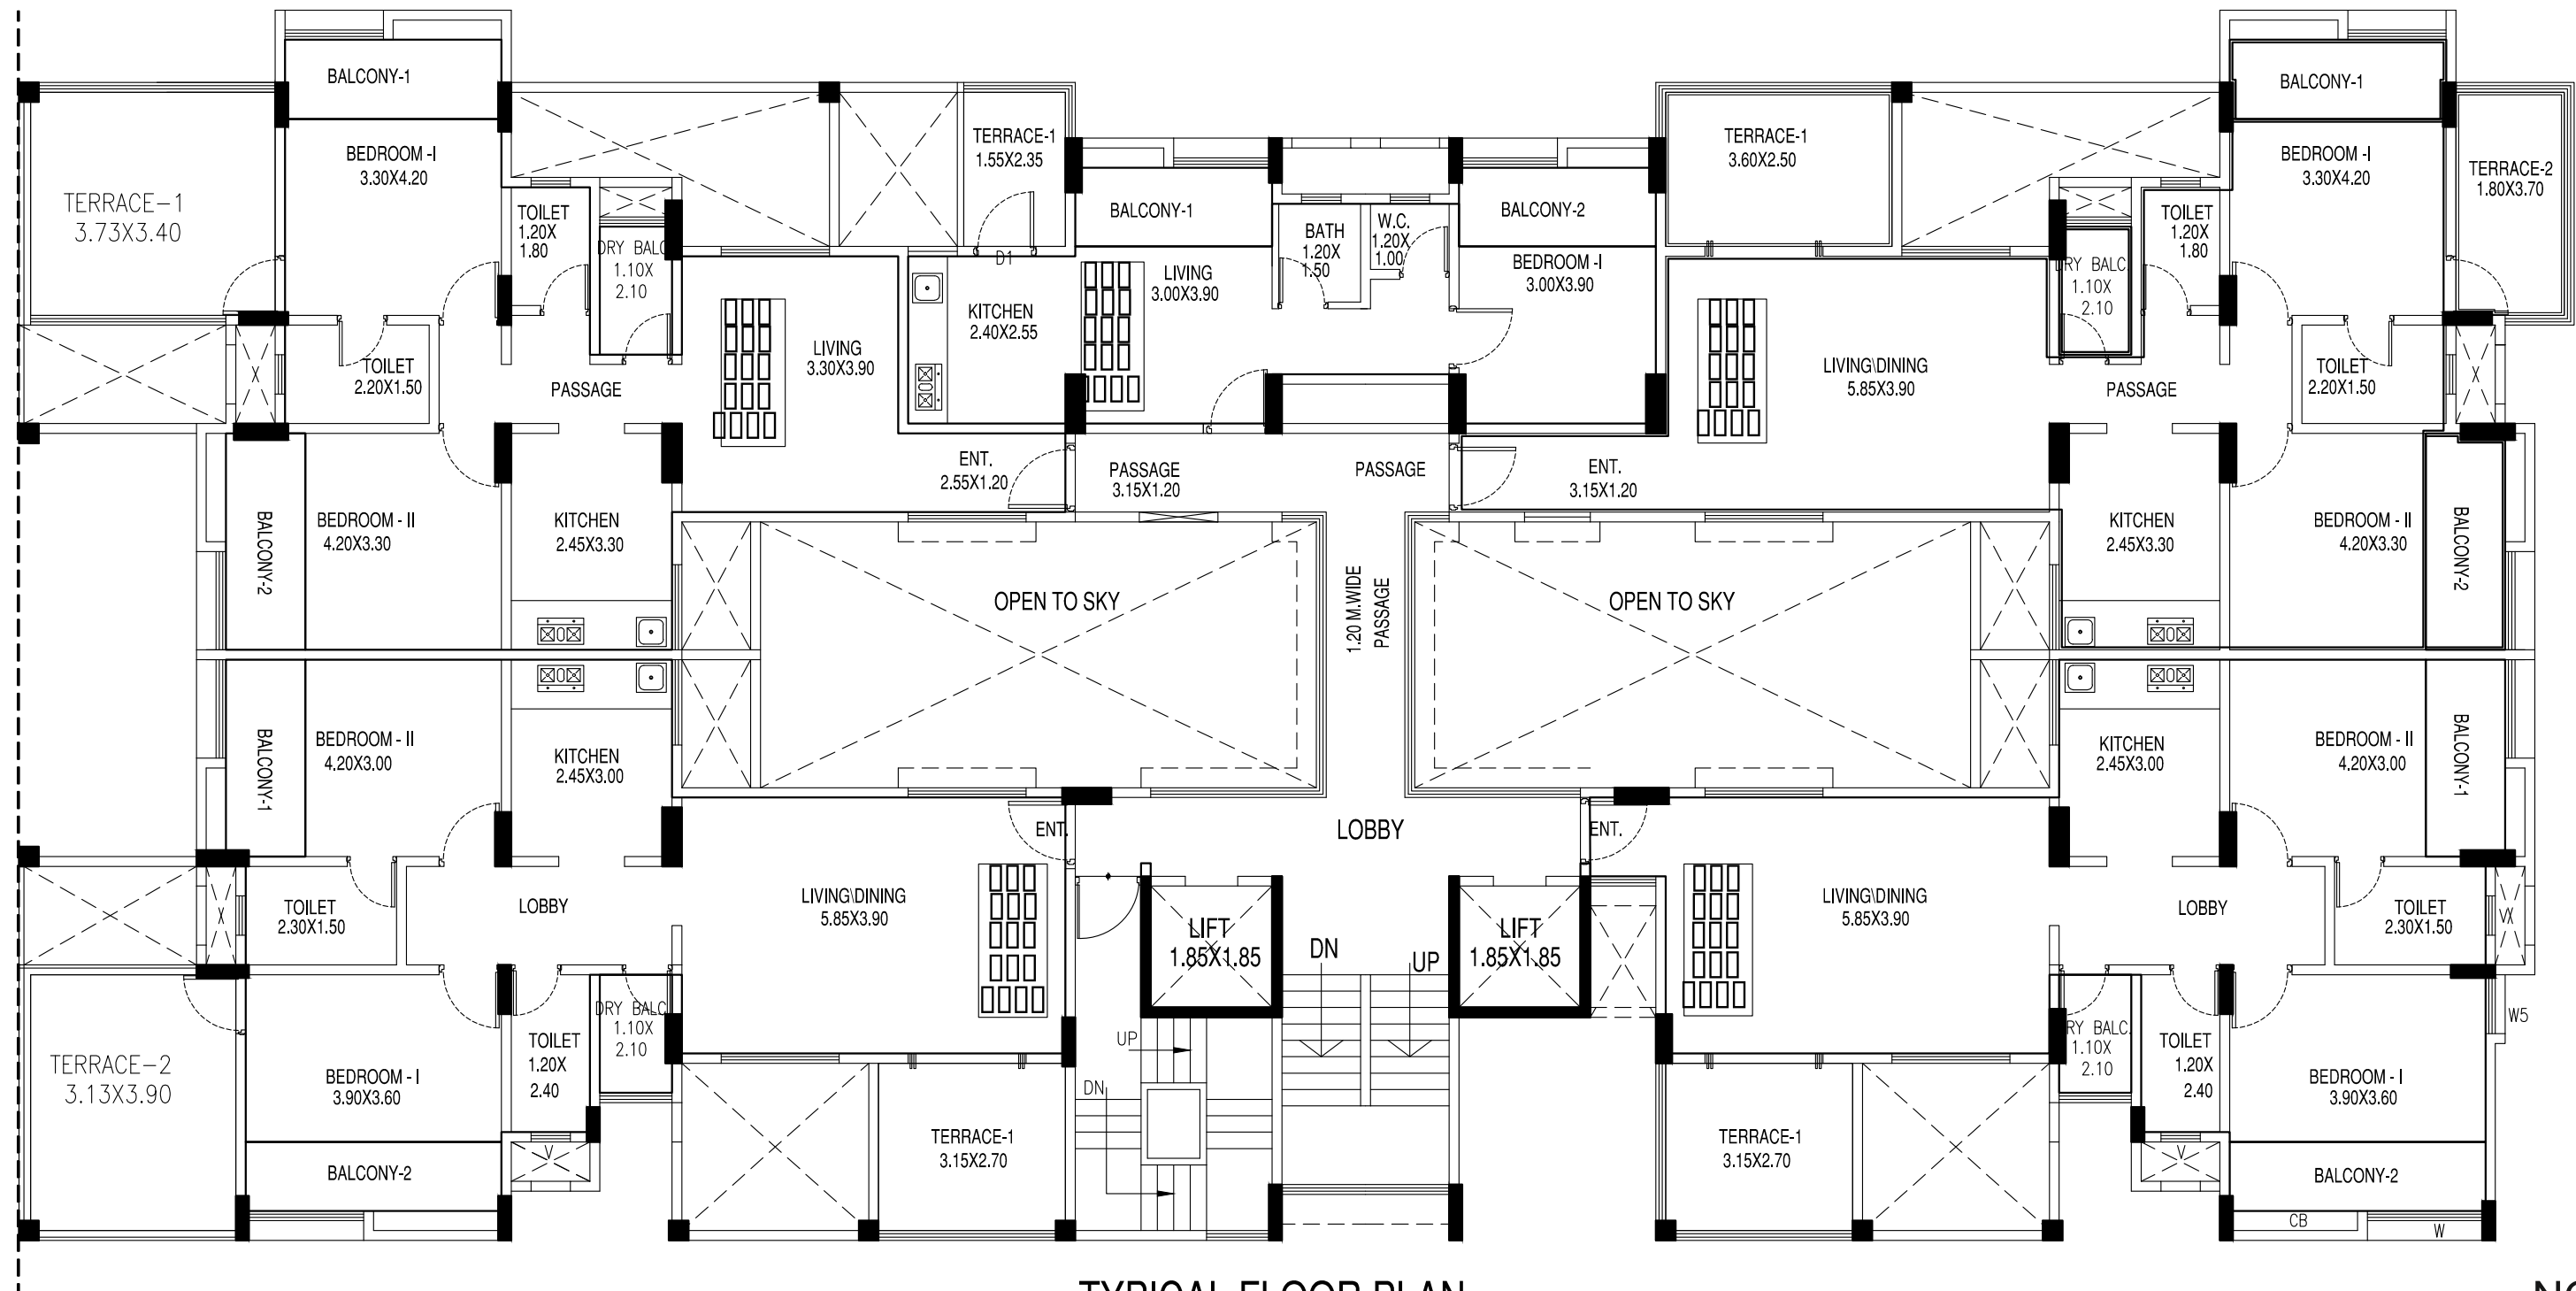 BALCONY-1
BALCONY-1
BEDROOM -I
3.30X4.20
TERRACE-1
1.55X2.35
TERRACE-1
3.60X2.50
BEDROOM -I
3.30X4.20
TERRACE-2
1.80X3.70
TERRACE-1
3.73X3.40
TOILET
1.20X
1.80
BALCONY-1
BATH
1.20X
1.50
W.C.
1.20X
1.00
BALCONY-2
TOILET
1.20X
1.80
DRY BALC
1.10X
2.10
D1
LIVING
3.00X3.90
BEDROOM -I
3.00X3.90
RY BALC.
1.10X
2.10
KITCHEN
2.40X2.55
LIVING
3.30X3.90
LIVING\DINING
5.85X3.90
X
TOILET
2.20X1.50
PASSAGE
PASSAGE
TOILET
2.20X1.50
X
ENT.
2.55X1.20
PASSAGE
3.15X1.20
PASSAGE
ENT.
3.15X1.20
BALCONY-2
BEDROOM - II
4.20X3.30
KITCHEN
2.45X3.30
KITCHEN
2.45X3.30
BEDROOM - II
4.20X3.30
BALCONY-2
OPEN TO SKY
1.20 M.WIDE
PASSAGE
OPEN TO SKY
BALCONY-1
BEDROOM - II
4.20X3.00
KITCHEN
2.45X3.00
KITCHEN
2.45X3.00
BEDROOM - II
4.20X3.00
BALCONY-1
ENT.
LOBBY
ENT.
X
TOILET
2.30X1.50
LOBBY
LIVING\DINING
5.85X3.90
LIVING\DINING
5.85X3.90
LOBBY
TOILET
2.30X1.50
VX
LIFT
1.85X1.85
DN
UP
LIFT
1.85X1.85
DRY BALC
1.10X
2.10
RY BALC.
1.10X
2.10
W5
TERRACE-2
3.13X3.90
BEDROOM - I
3.90X3.60
TOILET
1.20X
2.40
UP
DN
TOILET
1.20X
2.40
BEDROOM - I
3.90X3.60
TERRACE-1
3.15X2.70
TERRACE-1
3.15X2.70
V
V
BALCONY-2
BALCONY-2
CB
W
TYPICAL FLOOR PLAN